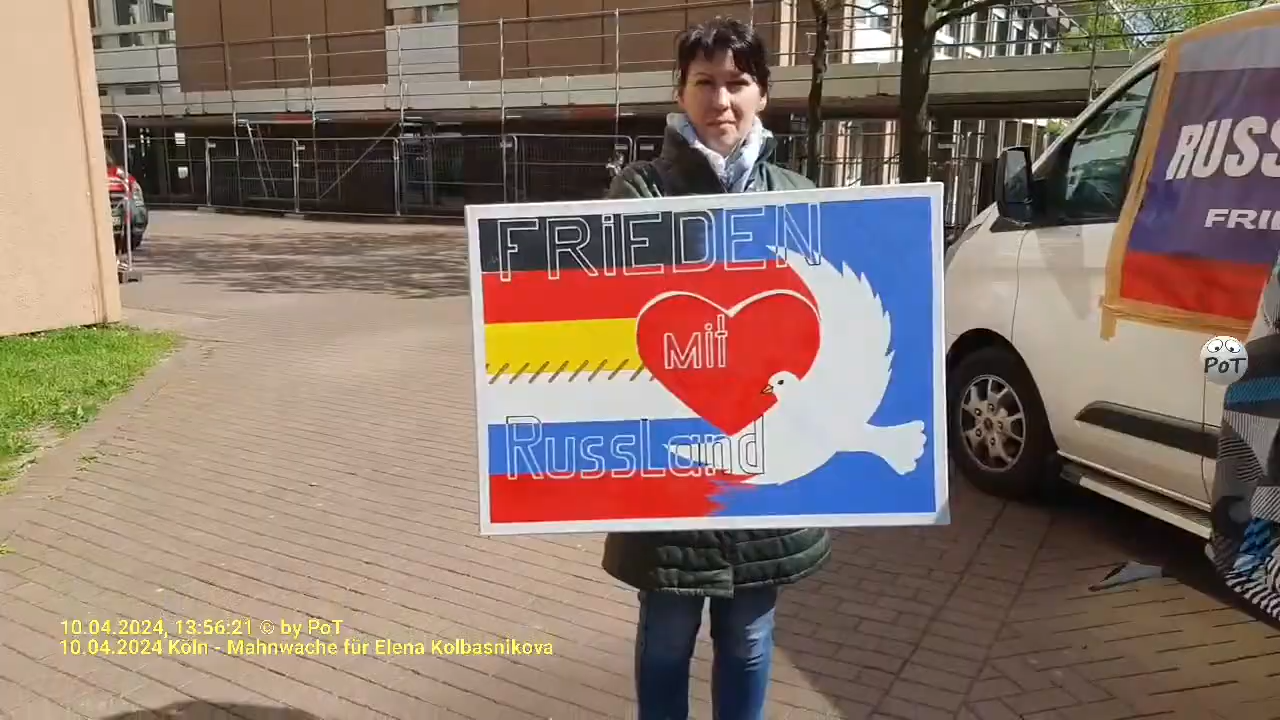 FRiEDEN
mit
RussLand
RUSS
FRIE
PoT
10.04.2024, 13:56:21 © by PoT
10.04.2024 Köln - Mahnwache für Elena Kolbasnikova